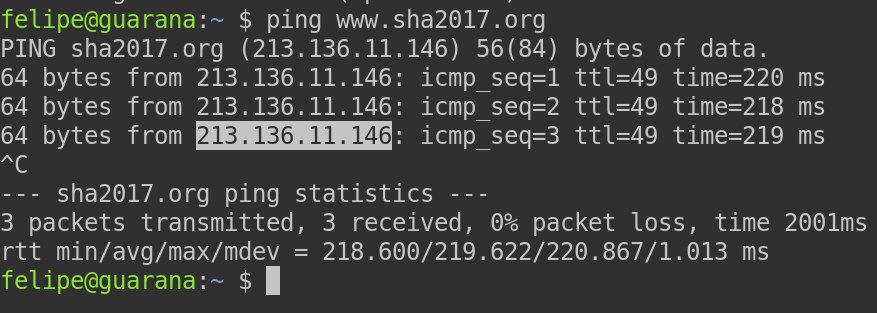 felipe@guarana:~ $ ping www.sha2017.org
PING sha2017.org (213.136.11.146) 56(84) bytes of data.
64 bytes from 213.136.11.146: icmp_seq=1 ttl=49 time=220 ms
64 bytes from 213.136.11.146: icmp_seq=2 ttl=49 time=218 ms
64 bytes from 213.136.11.146: icmp_seq=3 ttl=49 time=219 ms
^C
--- sha2017.org ping statistics ---
3 packets transmitted, 3 received, 0% packet loss, time 2001ms
rtt min/avg/max/mdev = 218.600/219.622/220.867/1.013 ms
felipe@guarana:~ $